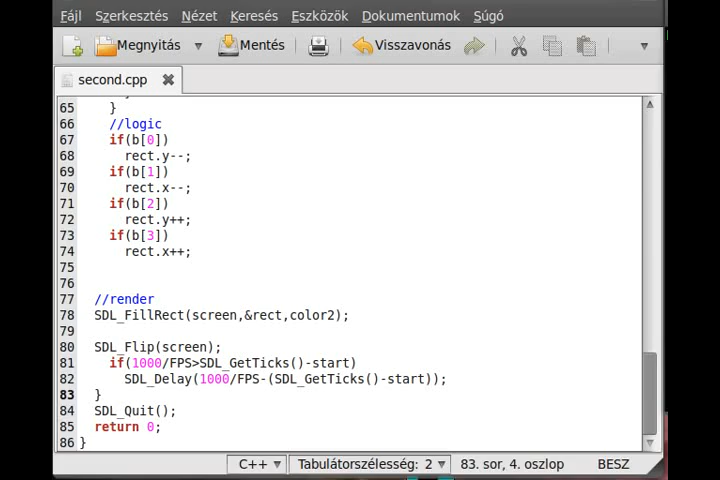 Fájl Szerkesztés Nézet Keresés Eszközök Dokumentumok Súgó
Megnyitás Mentés Visszavonás
second.cpp
65 }
66 //logic
67 if(b[0])
68 rect.y--;
69 if(b[1])
70 rect.x--;
71 if(b[2])
72 rect.y++;
73 if(b[3])
74 rect.x++;
75
76
77 //render
78 SDL_FillRect(screen,&rect,color2);
79
80 SDL_Flip(screen);
81 if(1000/FPS>SDL_GetTicks()-start)
82 SDL_Delay(1000/FPS-(SDL_GetTicks()-start));
83 }
84 SDL_Quit();
85 return 0;
86 }
C++ Tabulátorszélesség: 2 83. sor, 4. oszlop BESZ